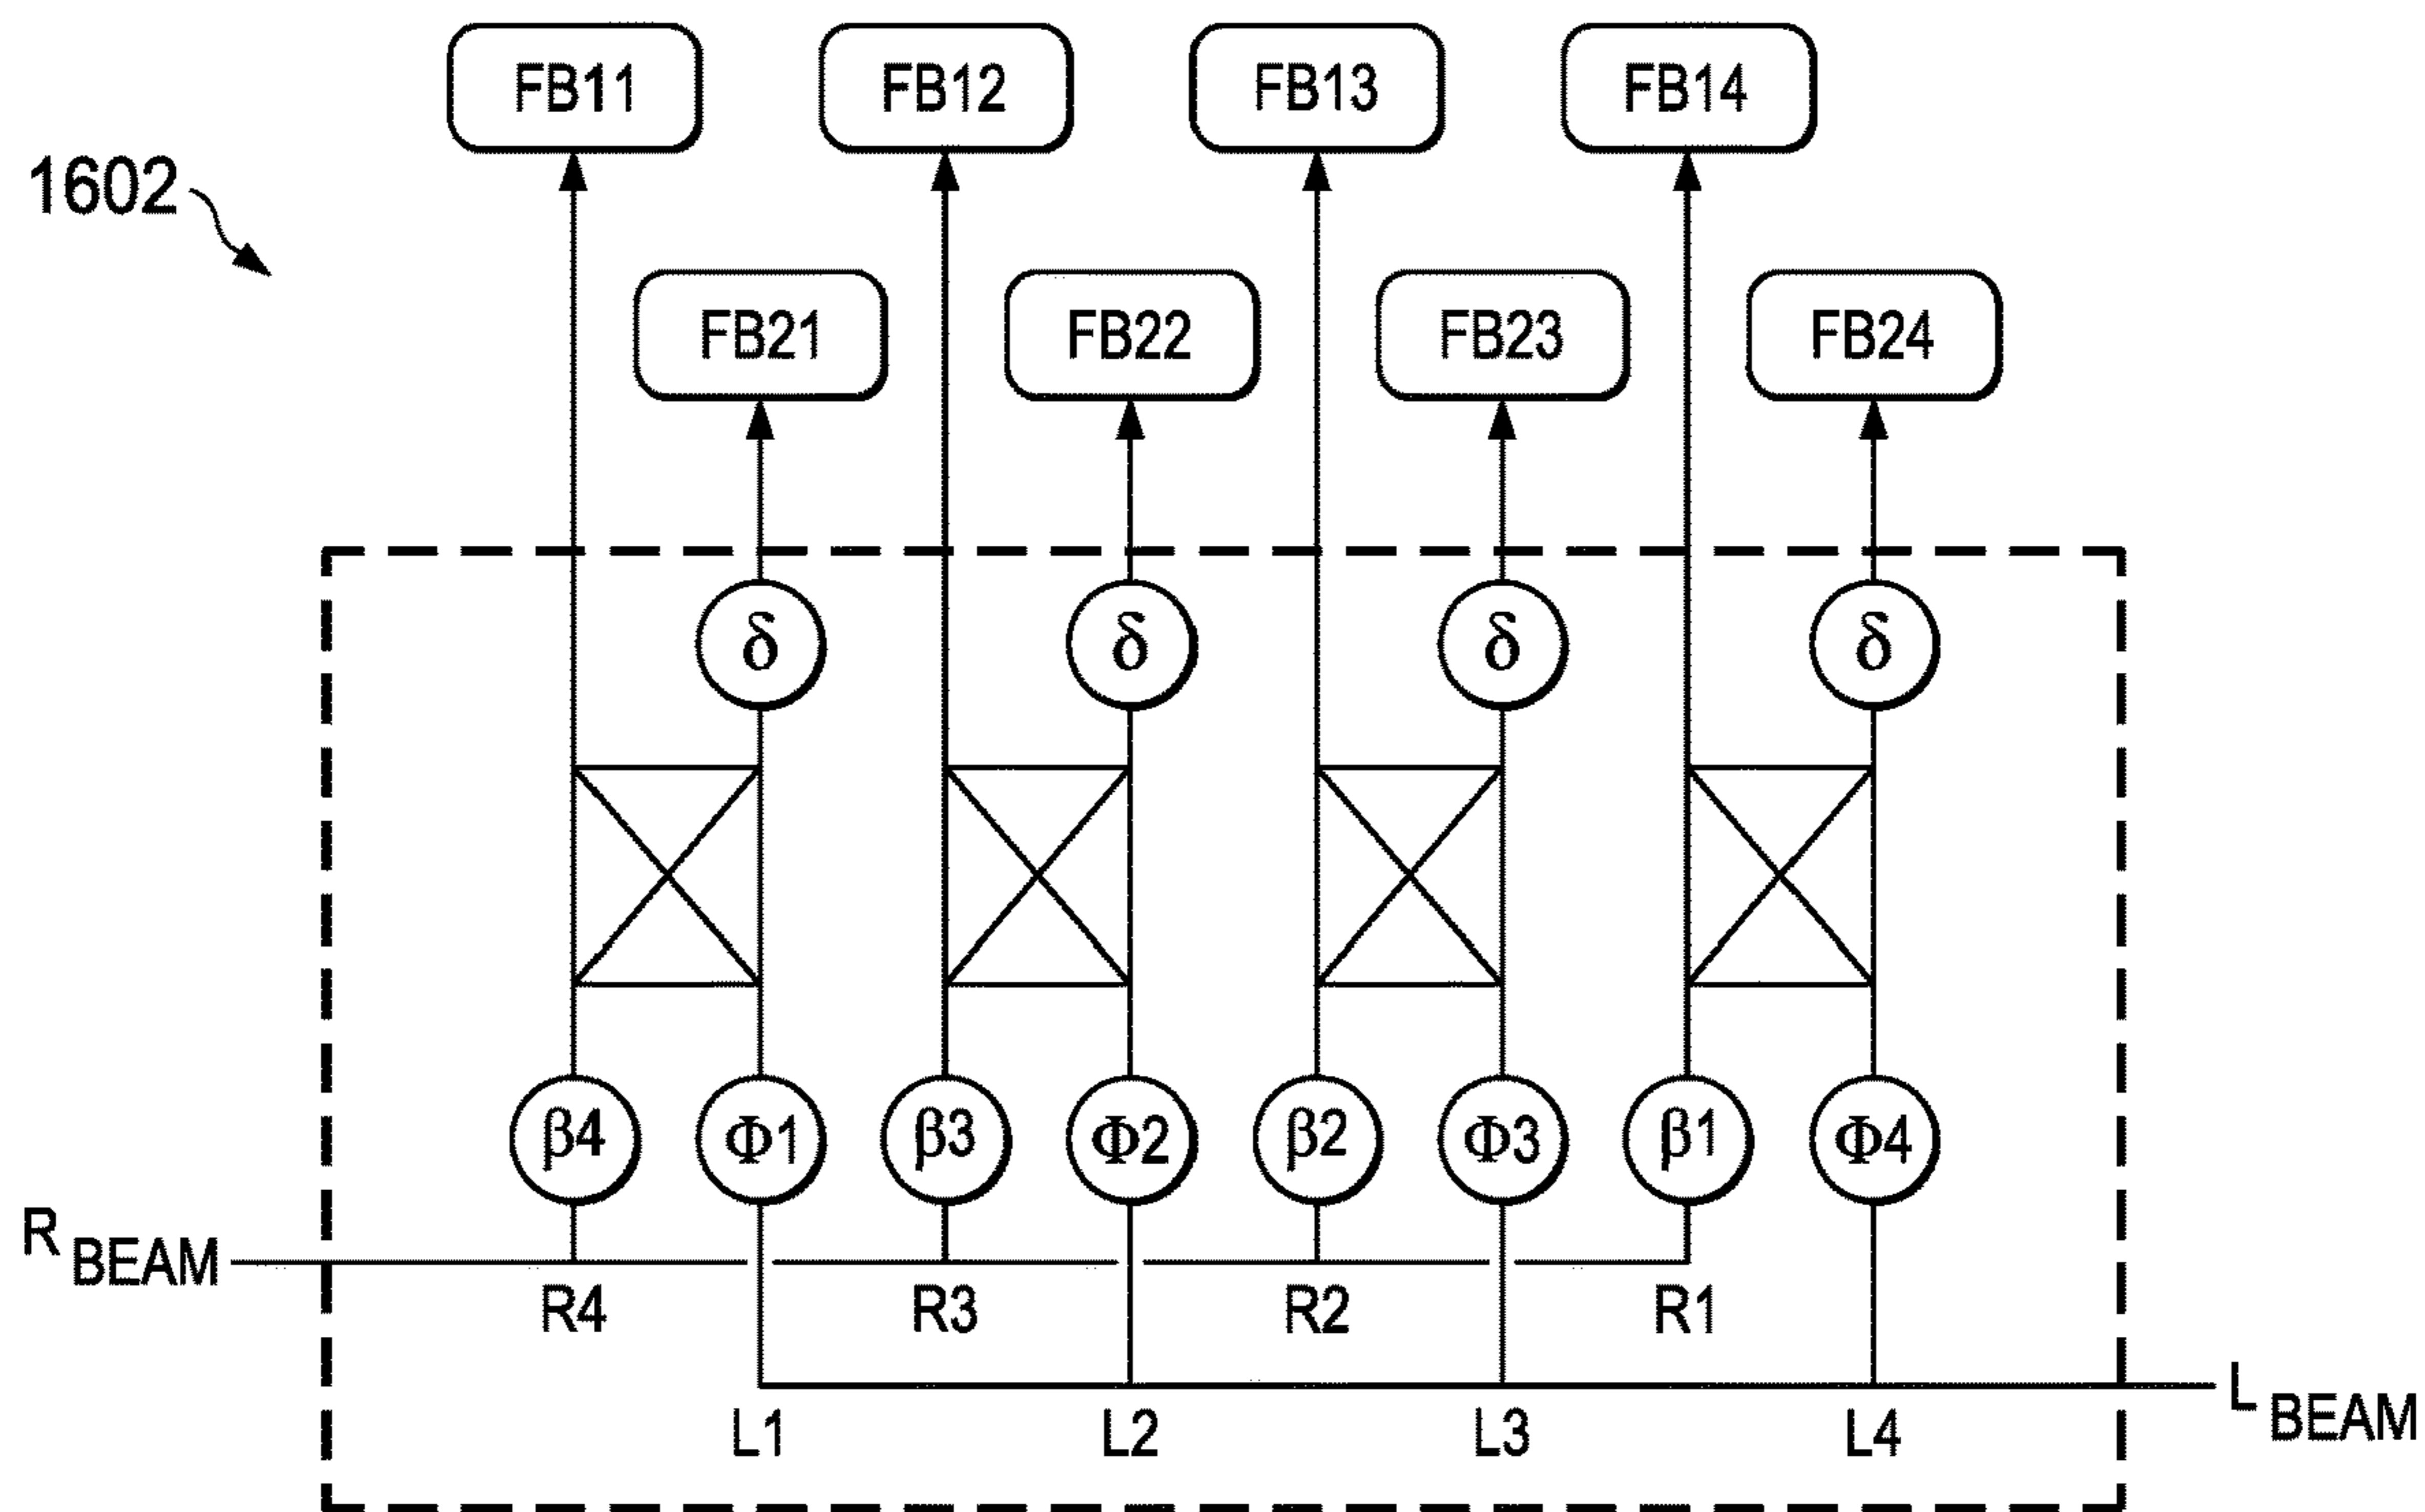 FB11 FB12 FB13 FB14
1602
FB21 FB22 FB23 FB24
δ δ δ δ
β4 Φ1 β3 Φ2 β2 Φ3 β1 Φ4
R BEAM
R4 R3 R2 R1
L BEAM
L1 L2 L3 L4